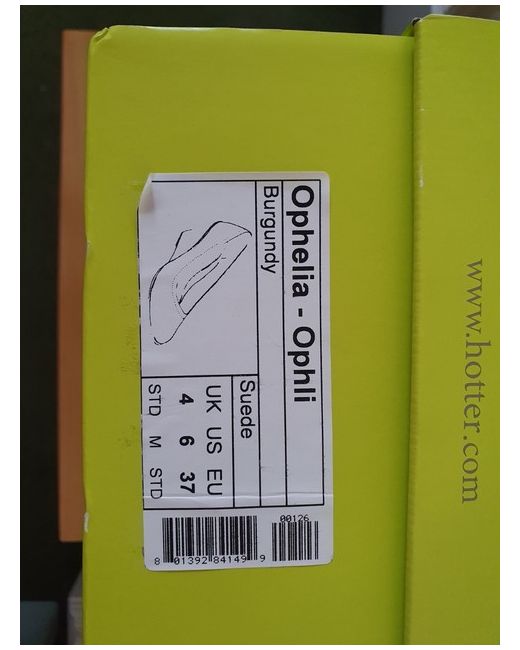 Ophelia - Ophli
Burgundy
Suede
UK US EU
4 6 37
STD M STD
00126
8 01392 84149 9
www.hotter.com